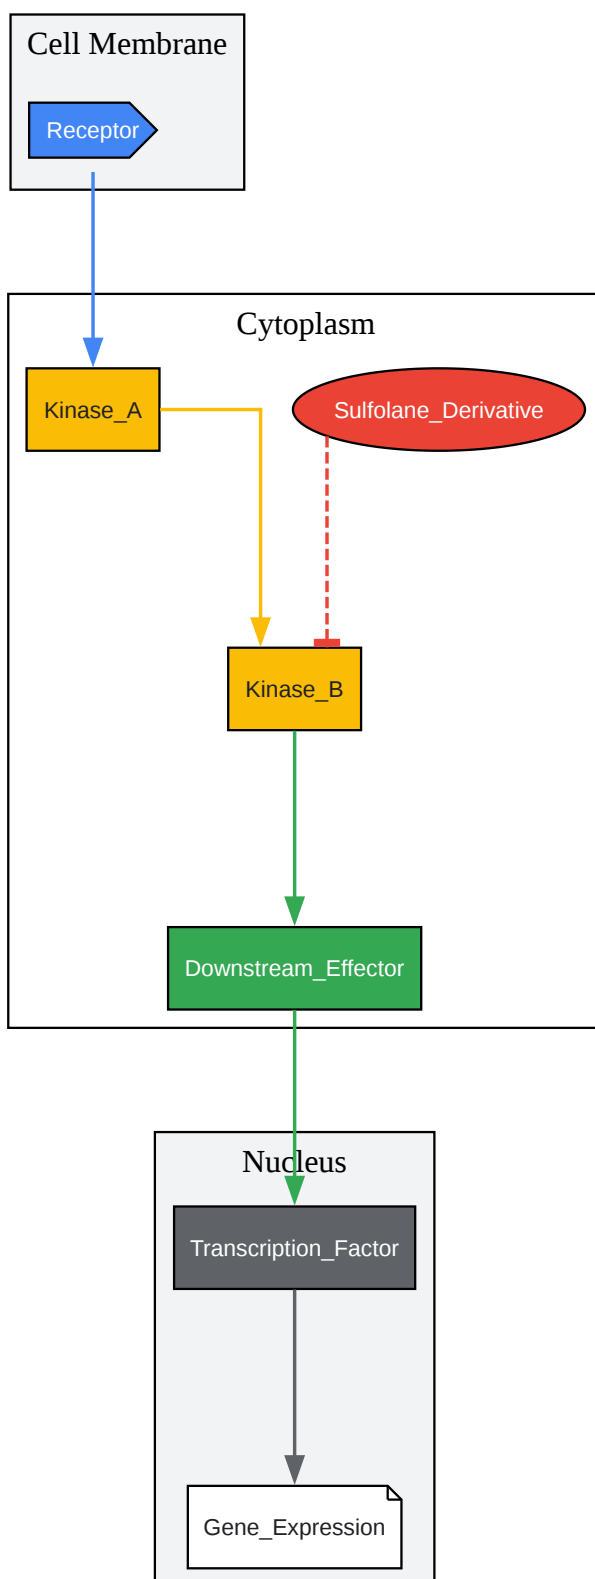 Cell Membrane
Receptor
Cytoplasm
Kinase_A
Sulfolane_Derivative
Kinase_B
Downstream_Effector
Nucleus
Transcription_Factor
Gene_Expression